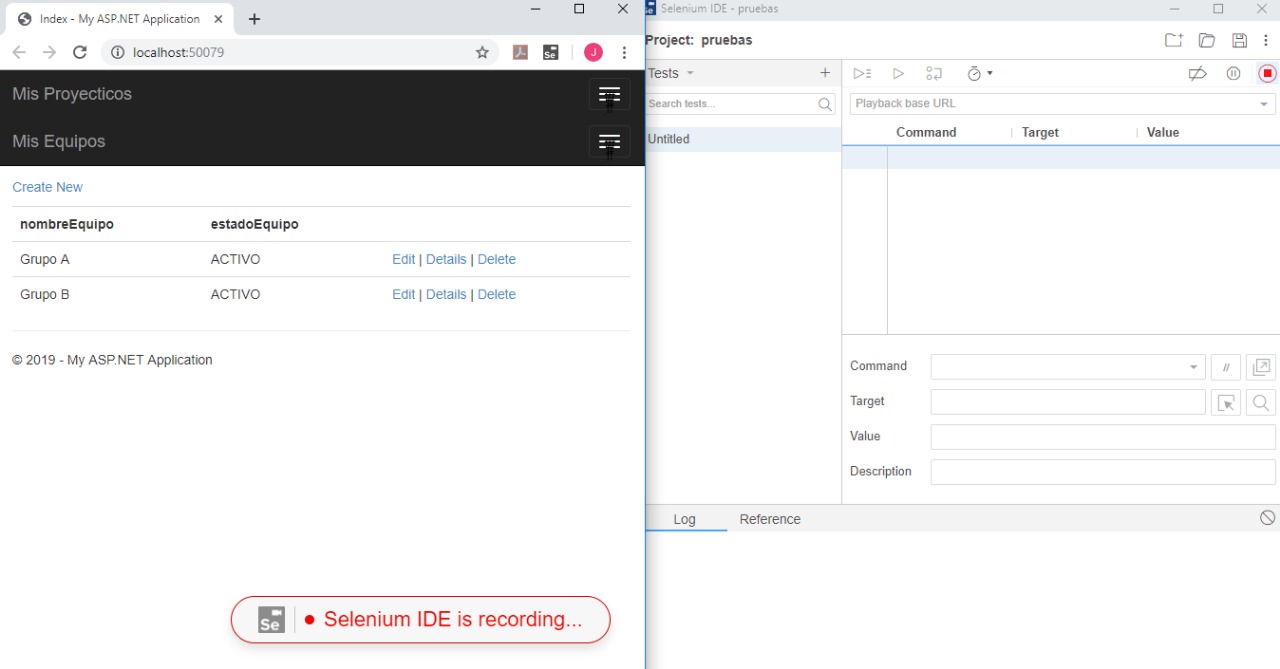 Index - My ASP.NET Application
localhost:50079
J
Mis Proyecticos
Mis Equipos
Create New
nombreEquipo estadoEquipo
Grupo A ACTIVO Edit | Details | Delete
Grupo B ACTIVO Edit | Details | Delete
© 2019 - My ASP.NET Application
Se Selenium IDE is recording...
Se Selenium IDE - pruebas
Project: pruebas
Tests
Search tests...
Untitled
Playback base URL
Command Target Value
Command //
Target
Value
Description
Log Reference